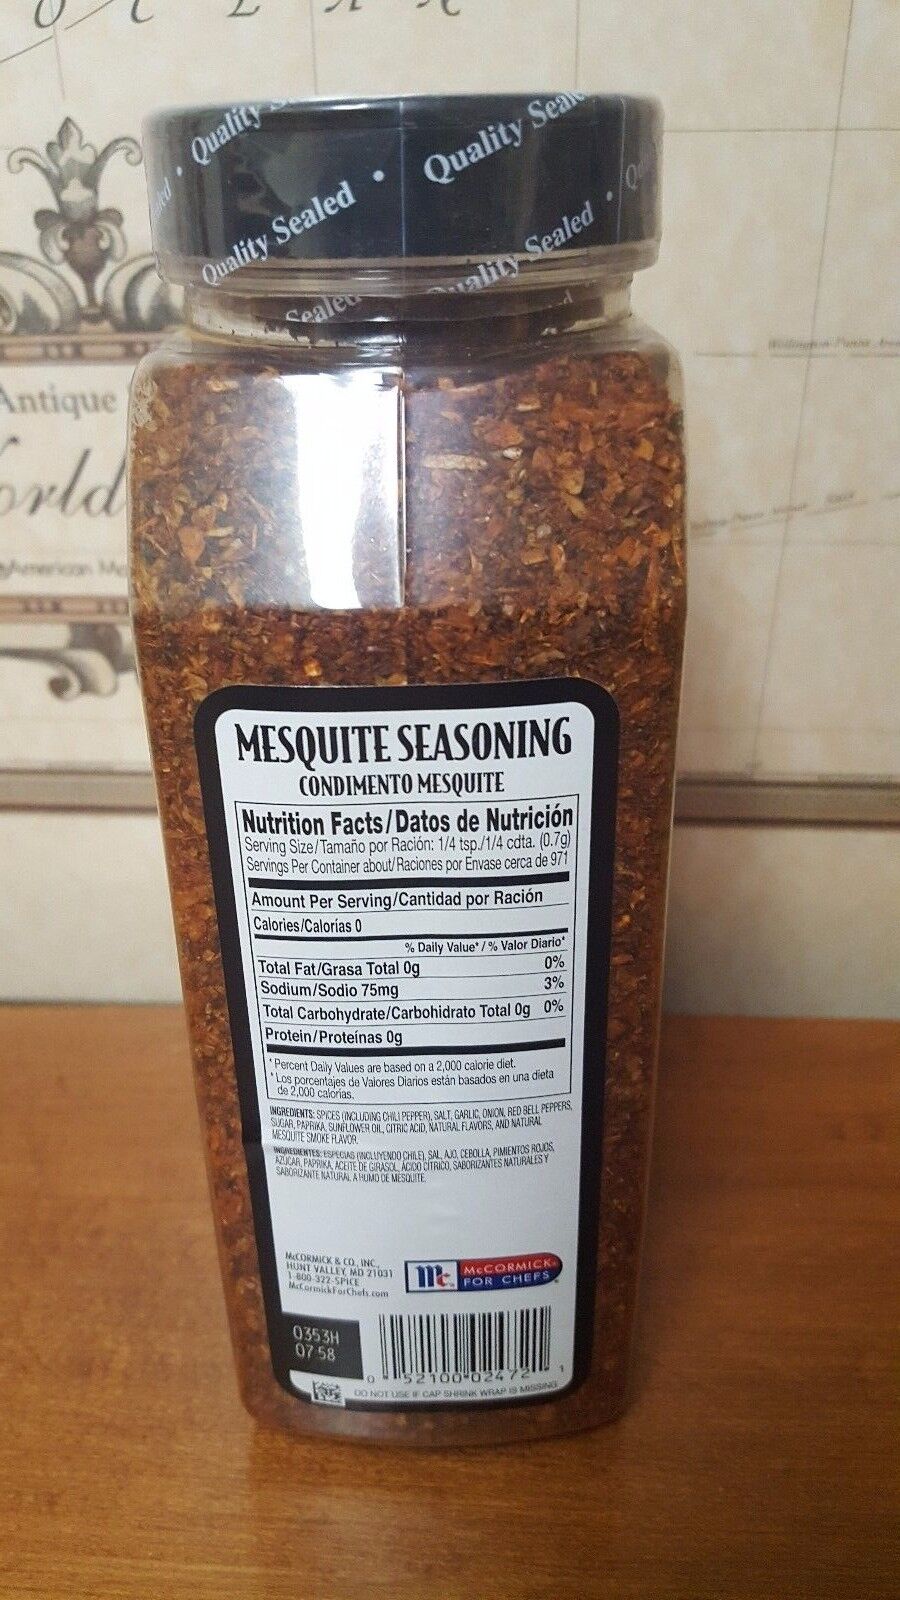 Quality
Quality Sealed • Quality
Sealed • Quality Sealed
Antique
MESQUITE SEASONING
CONDIMENTO MESQUITE
Nutrition Facts/Datos de Nutrición
Serving Size/Tamaño por Ración: 1/4 tsp./1/4 cdta. (0.7g)
Servings Per Container about/Raciones por Envase cerca de 971
Amount Per Serving/Cantidad por Ración
Calories/Calorías 0
% Daily Value* / % Valor Diario*
Total Fat/Grasa Total 0g 0%
Sodium/Sodio 75mg 3%
Total Carbohydrate/Carbohidrato Total 0g 0%
Protein/Proteínas 0g
*Percent Daily Values are based on a 2,000 calorie diet.
*Los porcentajes de Valores Diarios están basados en una dieta
de 2,000 calorías.
INGREDIENTS: SPICES (INCLUDING CHILI PEPPER), SALT, GARLIC, ONION, RED BELL PEPPERS,
SUGAR, PAPRIKA, SUNFLOWER OIL, CITRIC ACID, NATURAL FLAVORS, AND NATURAL
MESQUITE SMOKE FLAVOR.
INGREDIENTES: ESPECIAS (INCLUYENDO CHILE), SAL, AJO, CEBOLLA, PIMIENTOS ROJOS,
AZÚCAR, PAPRIKA, ACEITE DE GIRASOL, ÁCIDO CÍTRICO, SABORIZANTES NATURALES Y
SABORIZANTE NATURAL A HUMO DE MESQUITE.
McCORMICK & CO., INC.,
HUNT VALLEY, MD 21031
1-800-322-SPICE
McCormickForChefs.com
Mc McCORMICK
FOR CHEFS
0353H
07 58
0 52100 02472 1
DO NOT USE IF CAP SHRINK WRAP IS MISSING